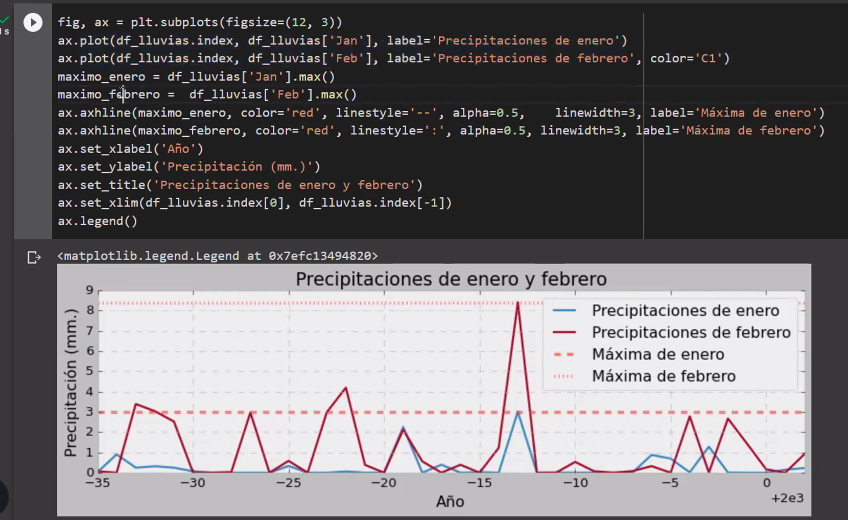 fig, ax = plt.subplots(figsize=(12, 3))
ax.plot(df_lluvias.index, df_lluvias['Jan'], label='Precipitaciones de enero')
ax.plot(df_lluvias.index, df_lluvias['Feb'], label='Precipitaciones de febrero', color='C1')
maximo_enero = df_lluvias['Jan'].max()
maximo_febrero =  df_lluvias['Feb'].max()
ax.axhline(maximo_enero, color='red', linestyle='--', alpha=0.5,    linewidth=3, label='Máxima de enero')
ax.axhline(maximo_febrero, color='red', linestyle=':', alpha=0.5,  linewidth=3, label='Máxima de febrero')
ax.set_xlabel('Año')
ax.set_ylabel('Precipitación (mm.)')
ax.set_title('Precipitaciones de enero y febrero')
ax.set_xlim(df_lluvias.index[0], df_lluvias.index[-1])
ax.legend()
<matplotlib.legend.Legend at 0x7efc13494820>
Precipitaciones de enero y febrero
Precipitaciones de enero
Precipitaciones de febrero
Máxima de enero
Máxima de febrero
Precipitación (mm.)
9
8
7
6
5
4
3
2
1
0
−35 −30 −25 −20 −15 −10 −5 0
+2e3
Año